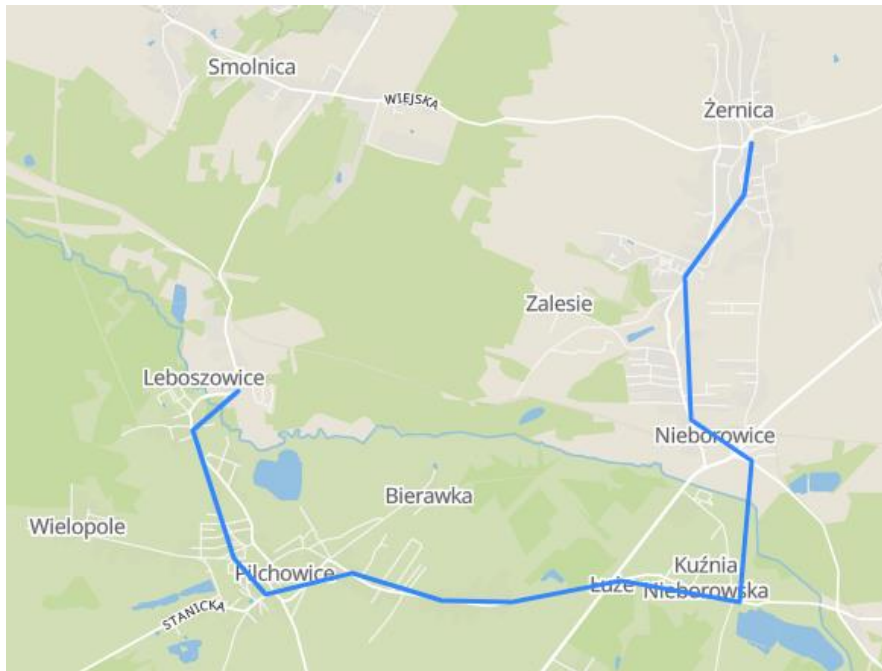 Smolnica
WIEJSKA
Żernica
Zalesie
Leboszowice
Nieborowice
Bierawka
Wielopole
Pilchowice
Kuźnia
Nieborowska
Łuże
STANICKA